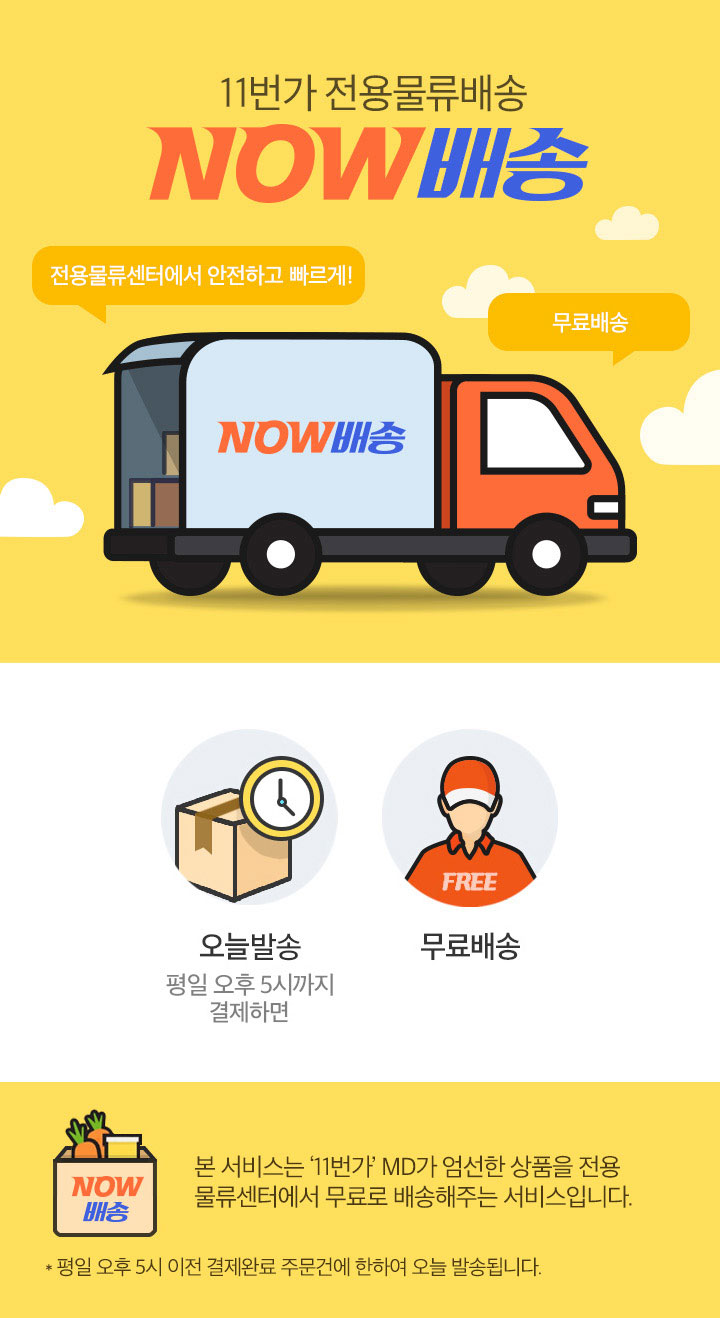 11번가 전용물류배송
NOW배송
전용물류센터에서 안전하고 빠르게!
무료배송
NOW배송
FREE
오늘발송
무료배송
평일 오후 5시까지
결제하면
본 서비스는 ‘11번가’ MD가 엄선한 상품을 전용
물류센터에서 무료로 배송해주는 서비스입니다.
NOW
배송
* 평일 오후 5시 이전 결제완료 주문건에 한하여 오늘 발송됩니다.